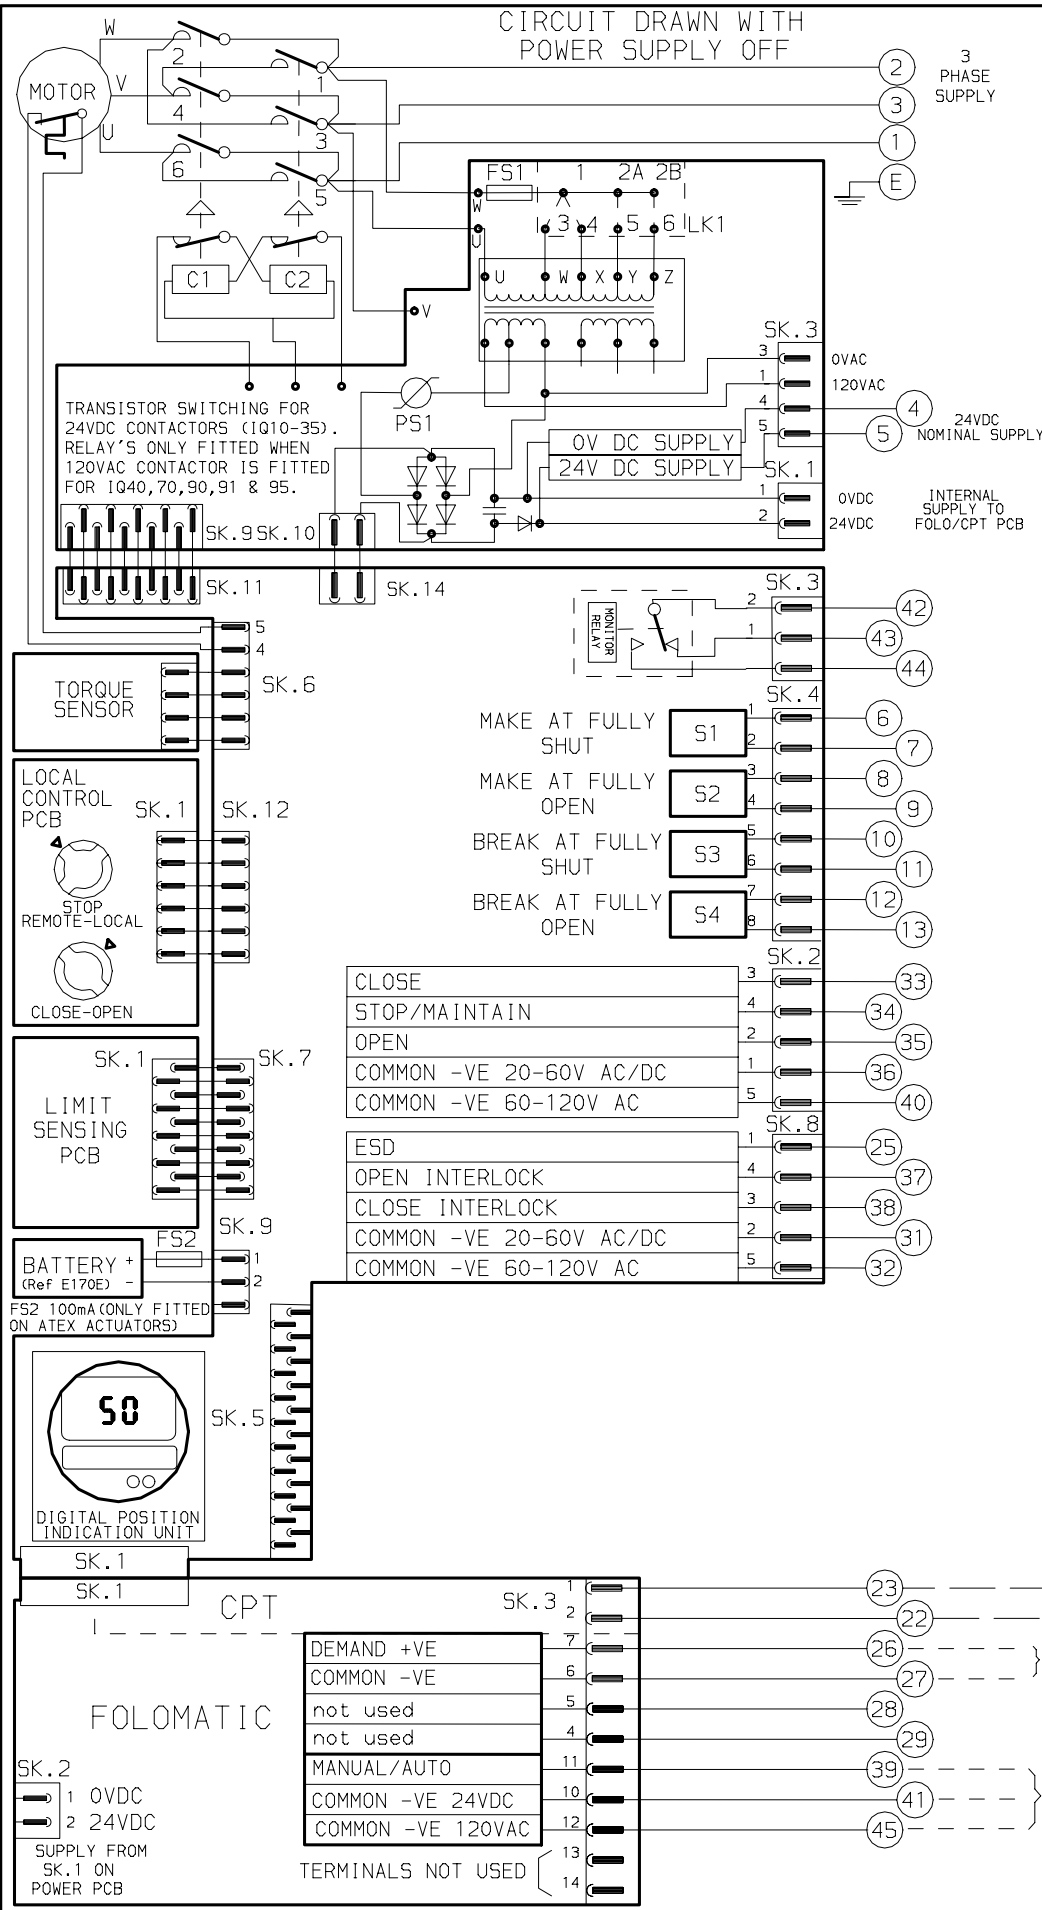 CIRCUIT DRAWN WITH
POWER SUPPLY OFF
W
V
U
MOTOR
2
4
6
1
3
5
2
3
1
E
3
PHASE
SUPPLY
FS1
1
2A
2B
W
U
3
4
5
6
LK1
U
W
X
Y
Z
V
C1
C2
SK.3
3
0VAC
1
120VAC
4
4
5
5
24VDC
NOMINAL SUPPLY
PS1
0V DC SUPPLY
24V DC SUPPLY
SK.1
1
0VDC
2
24VDC
INTERNAL
SUPPLY TO
FOLO/CPT PCB
TRANSISTOR SWITCHING FOR
24VDC CONTACTORS (IQ10-35).
RELAY'S ONLY FITTED WHEN
120VAC CONTACTOR IS FITTED
FOR IQ40,70,90,91 & 95.
SK.9
SK.10
SK.11
SK.14
5
4
SK.6
TORQUE
SENSOR
MONITOR
RELAY
SK.3
2
42
1
43
44
SK.4
MAKE AT FULLY
SHUT
S1
1
6
2
7
MAKE AT FULLY
OPEN
S2
3
8
4
9
BREAK AT FULLY
SHUT
S3
5
10
6
11
BREAK AT FULLY
OPEN
S4
7
12
8
13
LOCAL
CONTROL
PCB
SK.1
SK.12
STOP
REMOTE-LOCAL
CLOSE-OPEN
SK.2
CLOSE
3
33
STOP/MAINTAIN
4
34
OPEN
2
35
COMMON -VE 20-60V AC/DC
1
36
COMMON -VE 60-120V AC
5
40
SK.8
ESD
1
25
OPEN INTERLOCK
4
37
CLOSE INTERLOCK
3
38
COMMON -VE 20-60V AC/DC
2
31
COMMON -VE 60-120V AC
5
32
SK.1
SK.7
LIMIT
SENSING
PCB
SK.9
FS2
BATTERY
(Ref E170E)
+
-
1
2
FS2 100mA(ONLY FITTED
ON ATEX ACTUATORS)
50
SK.5
DIGITAL POSITION
INDICATION UNIT
SK.1
SK.1
CPT
SK.3
1
23
2
22
DEMAND +VE
7
26
COMMON -VE
6
27
not used
5
28
not used
4
29
MANUAL/AUTO
11
39
COMMON -VE 24VDC
10
41
COMMON -VE 120VAC
12
45
FOLOMATIC
SK.2
1 0VDC
2 24VDC
SUPPLY FROM
SK.1 ON
POWER PCB
TERMINALS NOT USED
13
14